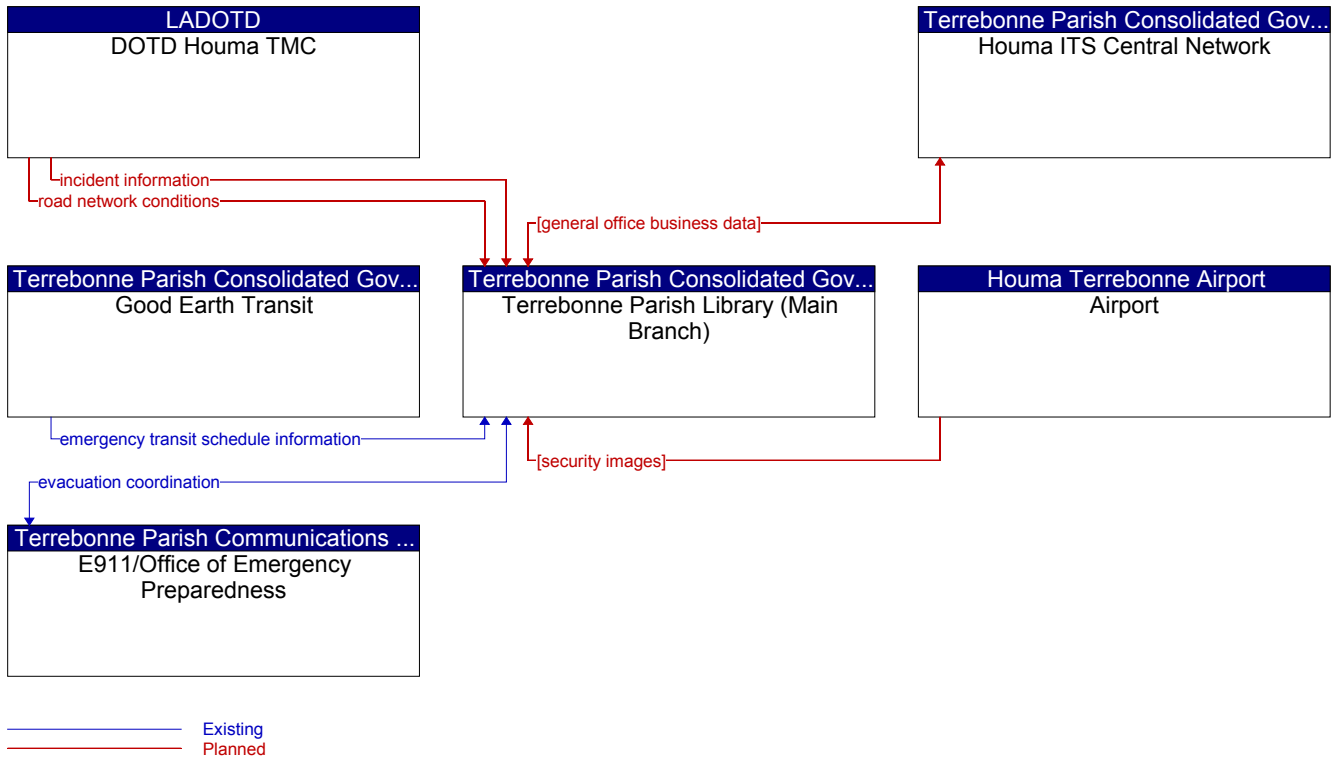 LADOTD
DOTD Houma TMC
Terrebonne Parish Consolidated Gov...
Houma ITS Central Network
incident information
road network conditions
[general office business data]
Terrebonne Parish Consolidated Gov...
Good Earth Transit
Terrebonne Parish Consolidated Gov...
Terrebonne Parish Library (Main
Branch)
Houma Terrebonne Airport
Airport
emergency transit schedule information
[security images]
evacuation coordination
Terrebonne Parish Communications ...
E911/Office of Emergency
Preparedness
Existing
Planned